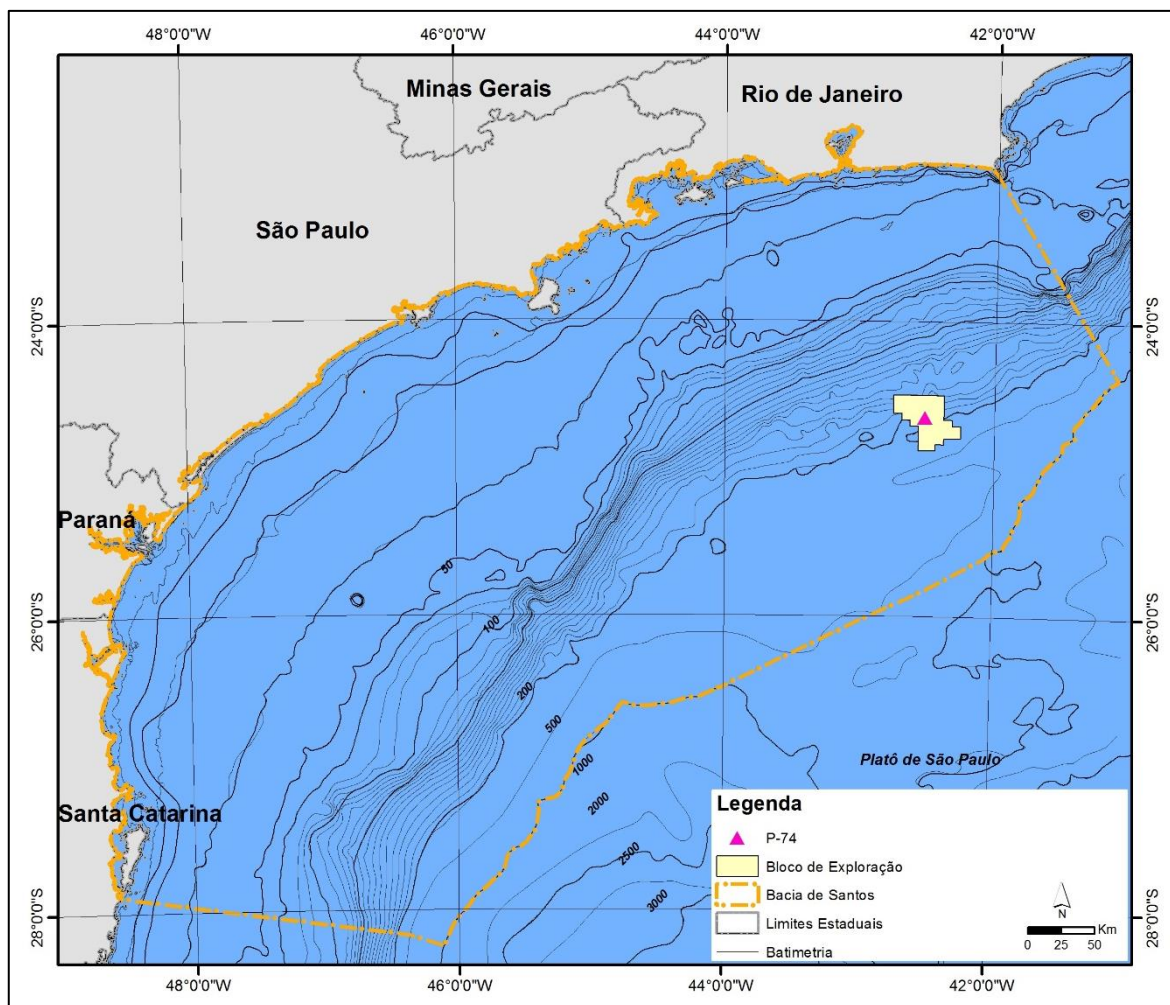 48°0'0"W
46°0'0"W
44°0'0"W
42°0'0"W
Minas Gerais
Rio de Janeiro
São Paulo
24°0'0"S
24°0'0"S
Paraná
50
100
26°0'0"S
26°0'0"S
200
500
1000
2000
2500
3000
Platô de São Paulo
Santa Catarina
Legenda
P-74
Bloco de Exploração
Bacia de Santos
Limites Estaduais
Batimetria
N
Km
0 25 50
28°0'0"S
28°0'0"S
48°0'0"W
46°0'0"W
44°0'0"W
42°0'0"W